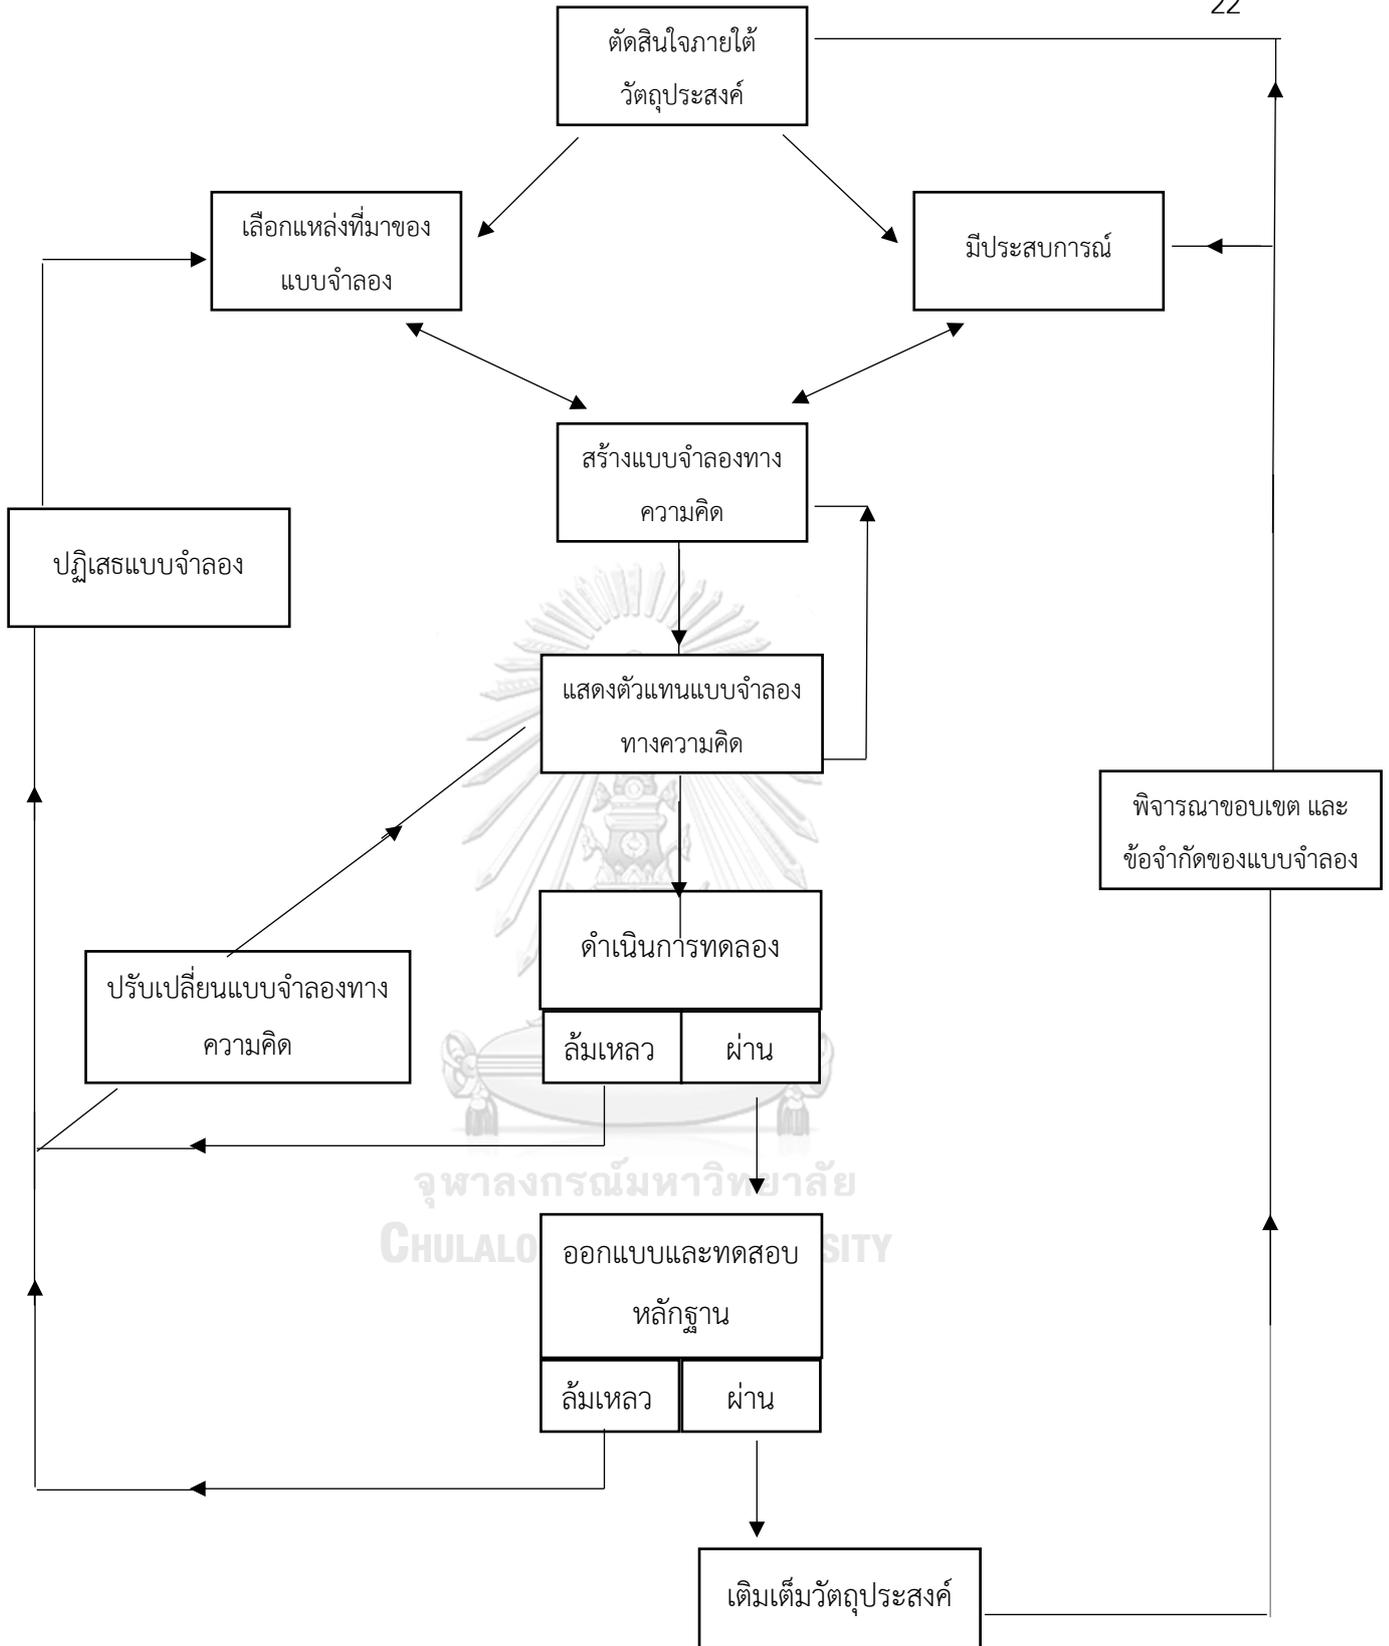 22
ตัดสินใจภายใต้
วัตถุประสงค์
เลือกแหล่งที่มาของ
แบบจำลอง
มีประสบการณ์
สร้างแบบจำลองทาง
ความคิด
ปฏิเสธแบบจำลอง
แสดงตัวแทนแบบจำลอง
ทางความคิด
พิจารณาขอบเขต และ
ข้อจำกัดของแบบจำลอง
ดำเนินการทดลอง
ปรับเปลี่ยนแบบจำลองทาง
ความคิด
ล้มเหลว ผ่าน
จุฬาลงกรณ์มหาวิทยาลัย
CHULALO SITY
ออกแบบและทดสอบ
หลักฐาน
ล้มเหลว ผ่าน
เติมเต็มวัตถุประสงค์